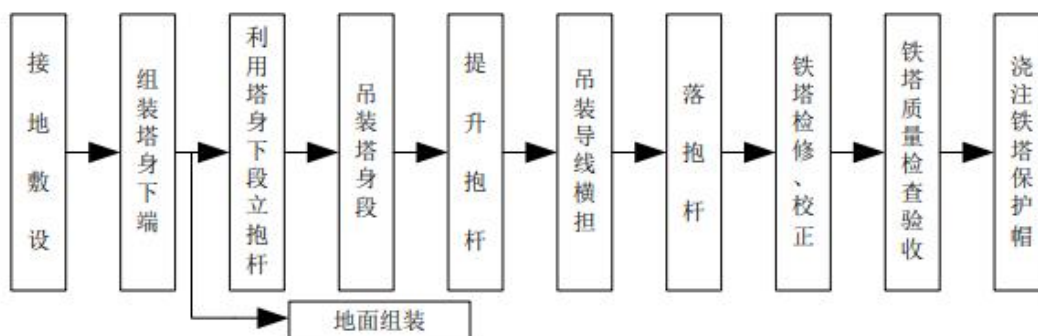 接地敷设
组装塔身下端
利用塔身下段立抱杆
吊装塔身段
提升抱杆
吊装导线横担
落抱杆
铁塔检修、校正
铁塔质量检查验收
浇注铁塔保护帽
地面组装